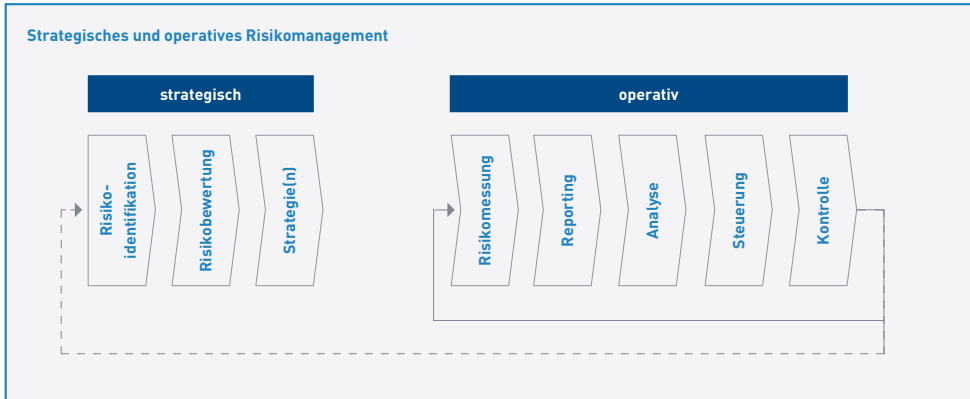 Strategisches und operatives Risikomanagement
strategisch
operativ
Risiko-
identifikation
Risikobewertung
Strategie(n)
Risikomessung
Reporting
Analyse
Steuerung
Kontrolle